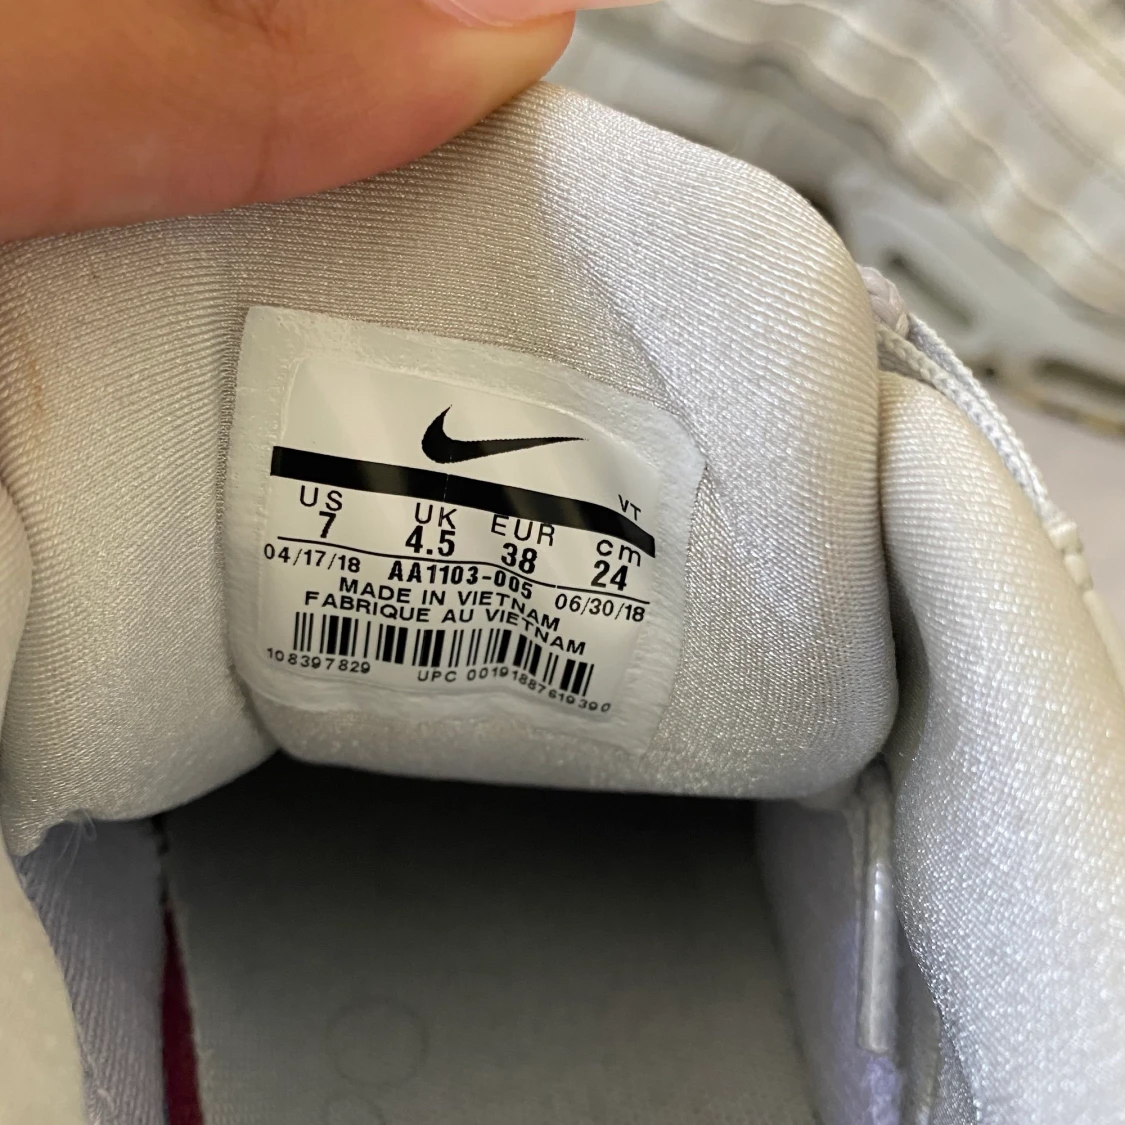 VT
US UK EUR cm
7 4.5 38 24
04/17/18 AA1103-005 06/30/18
MADE IN VIETNAM
FABRIQUE AU VIETNAM
108397829 UPC 00191887619390